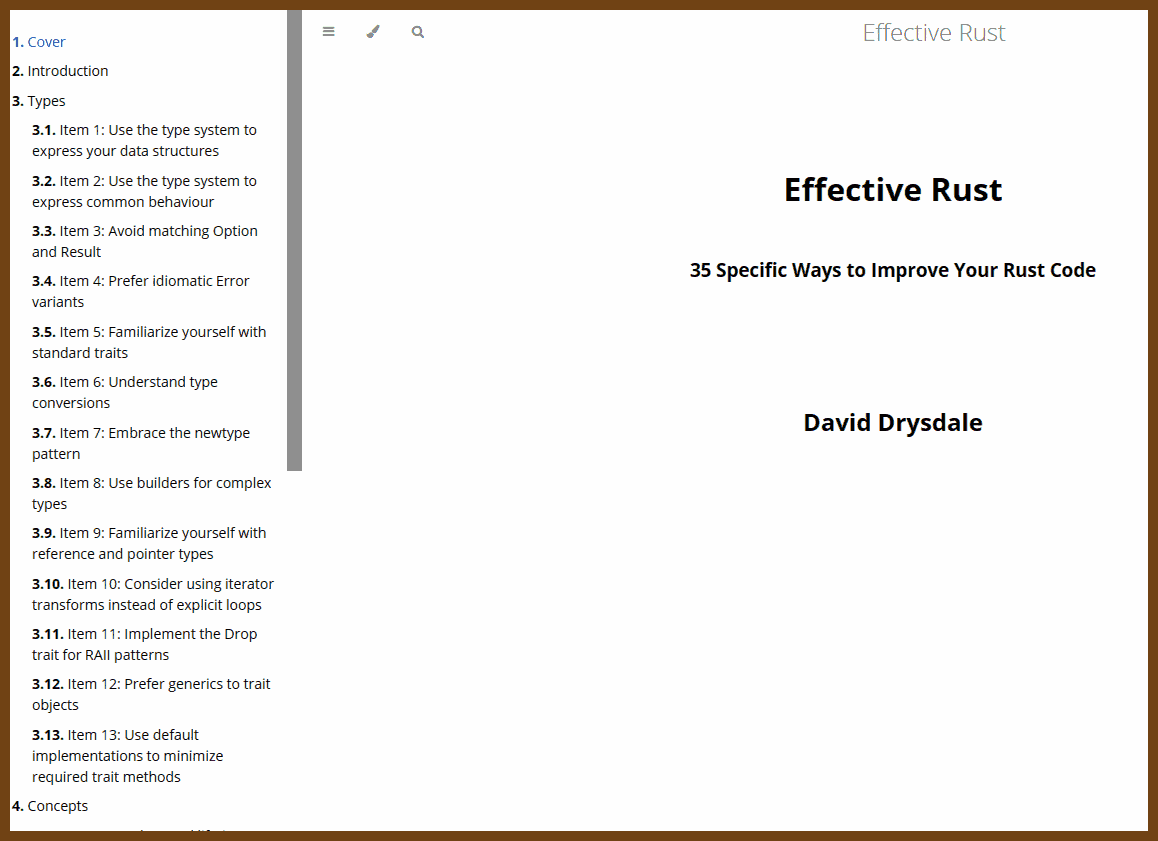 1. Cover
2. Introduction
3. Types
3.1. Item 1: Use the type system to
express your data structures
3.2. Item 2: Use the type system to
express common behaviour
3.3. Item 3: Avoid matching Option
and Result
3.4. Item 4: Prefer idiomatic Error
variants
3.5. Item 5: Familiarize yourself with
standard traits
3.6. Item 6: Understand type
conversions
3.7. Item 7: Embrace the newtype
pattern
3.8. Item 8: Use builders for complex
types
3.9. Item 9: Familiarize yourself with
reference and pointer types
3.10. Item 10: Consider using iterator
transforms instead of explicit loops
3.11. Item 11: Implement the Drop
trait for RAII patterns
3.12. Item 12: Prefer generics to trait
objects
3.13. Item 13: Use default
implementations to minimize
required trait methods
4. Concepts
Effective Rust
Effective Rust
35 Specific Ways to Improve Your Rust Code
David Drysdale